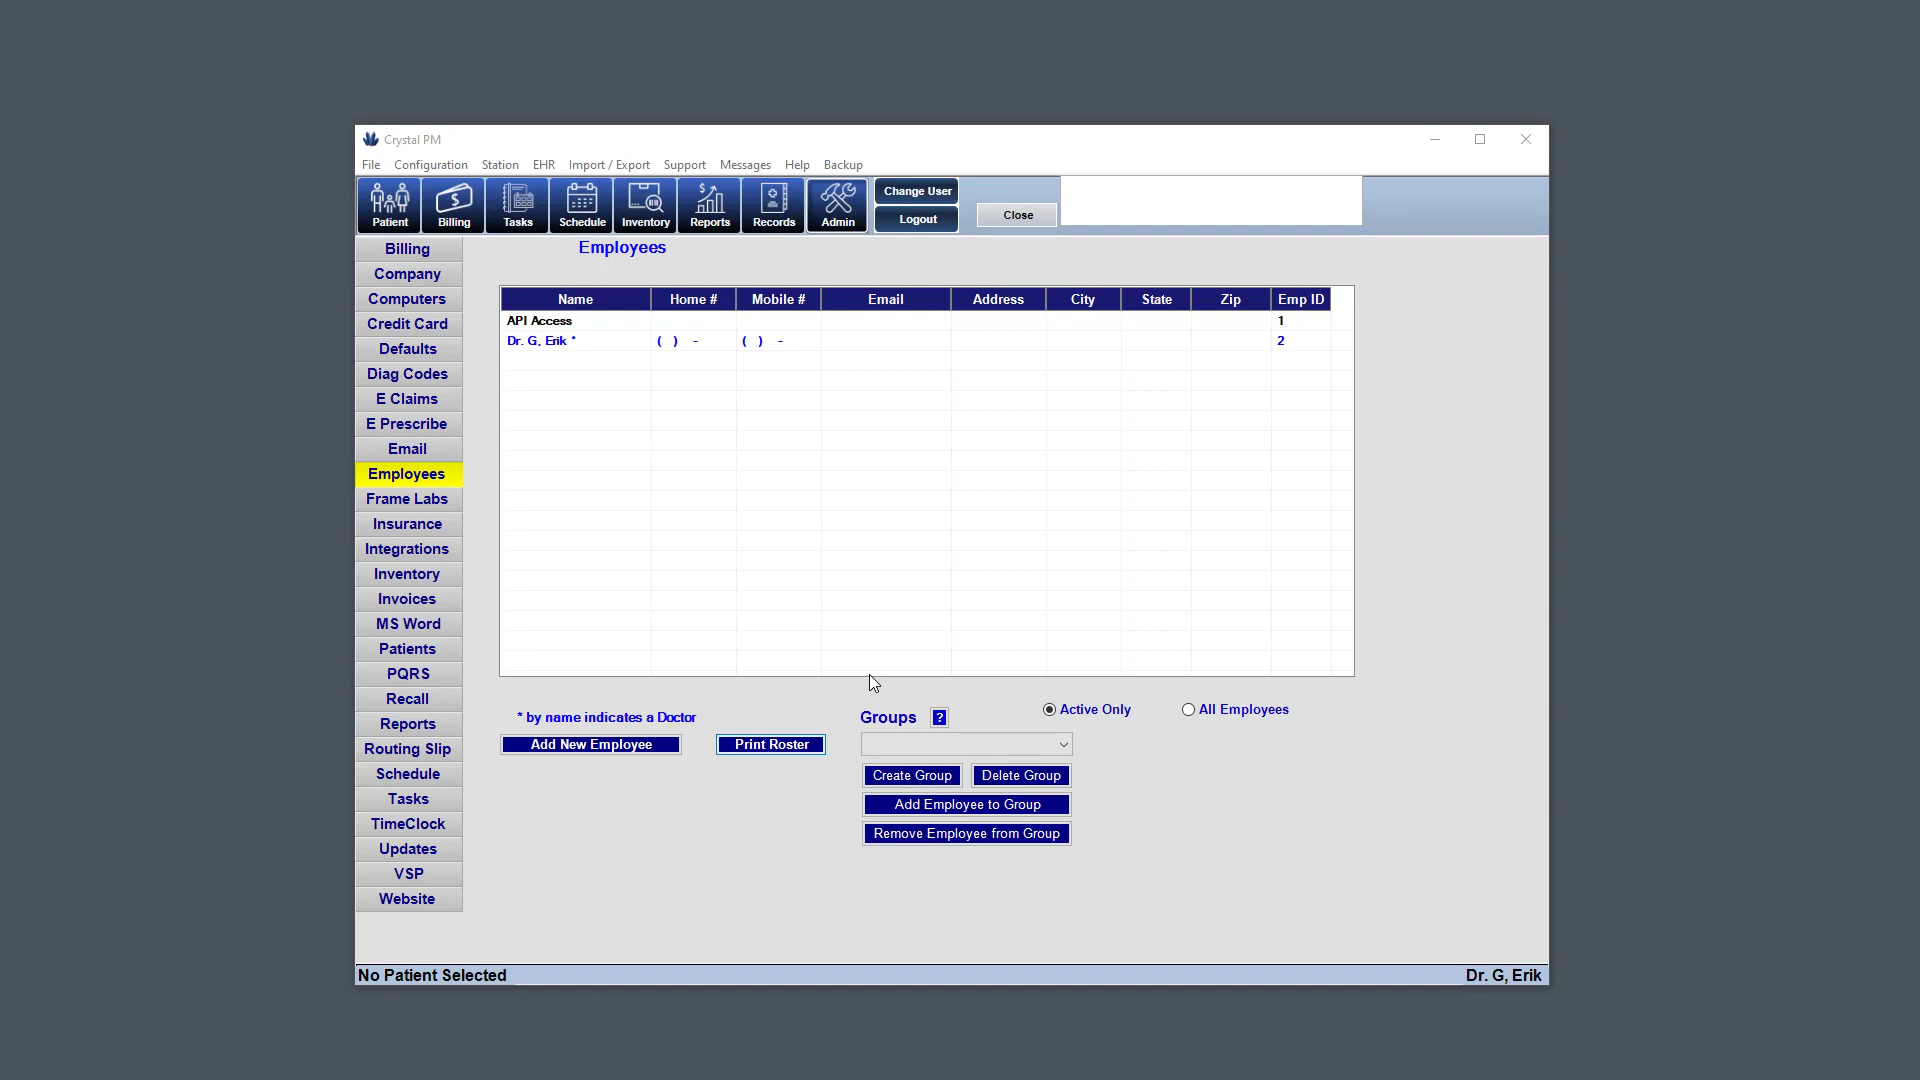 Crystal PM
File Configuration Station EHR Import / Export Support Messages Help Backup
Patient Billing Tasks Schedule Inventory Reports Records Admin
Change User
Logout
Close
Billing
Company
Computers
Credit Card
Defaults
Diag Codes
E Claims
E Prescribe
Email
Employees
Frame Labs
Insurance
Integrations
Inventory
Invoices
MS Word
Patients
PQRS
Recall
Reports
Routing Slip
Schedule
Tasks
TimeClock
Updates
VSP
Website
Employees
Name Home # Mobile # Email Address City State Zip Emp ID
API Access 1
Dr. G, Erik * ( ) - ( ) - 2
* by name indicates a Doctor
Add New Employee Print Roster
Groups ?
Active Only All Employees
Create Group Delete Group
Add Employee to Group
Remove Employee from Group
No Patient Selected Dr. G, Erik